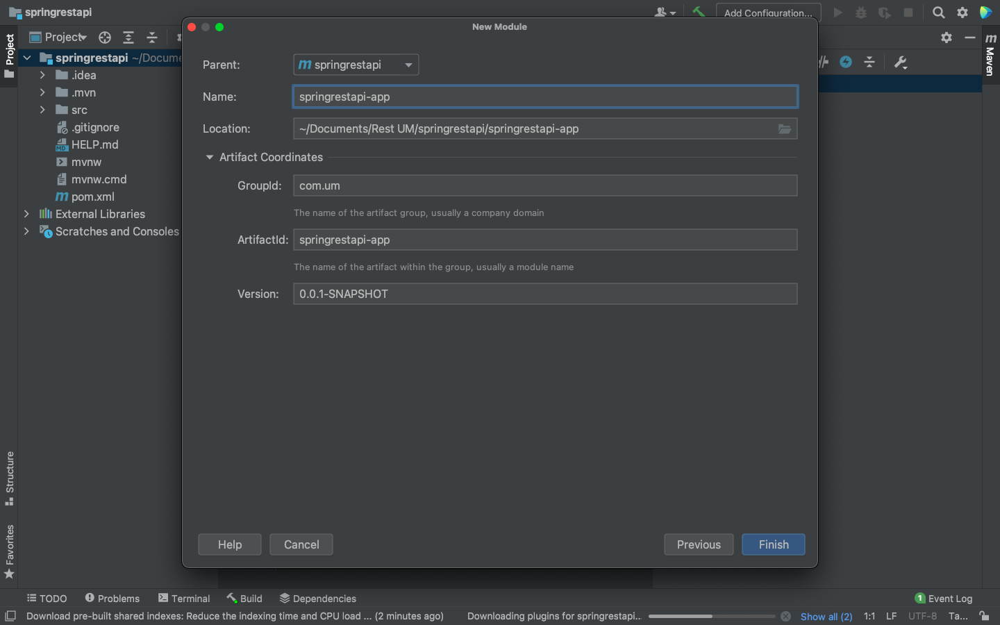 springrestapi
Add Configuration...
Project
Project
springrestapi ~/Docume
.idea
.mvn
src
.gitignore
HELP.md
mvnw
mvnw.cmd
pom.xml
External Libraries
Scratches and Consoles
Structure
Favorites
New Module
Parent:
m springrestapi
Name:
springrestapi-app
Location:
~/Documents/Rest UM/springrestapi/springrestapi-app
Artifact Coordinates
GroupId:
com.um
The name of the artifact group, usually a company domain
ArtifactId:
springrestapi-app
The name of the artifact within the group, usually a module name
Version:
0.0.1-SNAPSHOT
Help
Cancel
Previous
Finish
m
Maven
TODO
Problems
Terminal
Build
Dependencies
1 Event Log
Download pre-built shared indexes: Reduce the indexing time and CPU load ... (2 minutes ago)
Downloading plugins for springrestapi...
Show all (2)
1:1
LF
UTF-8
Ta...